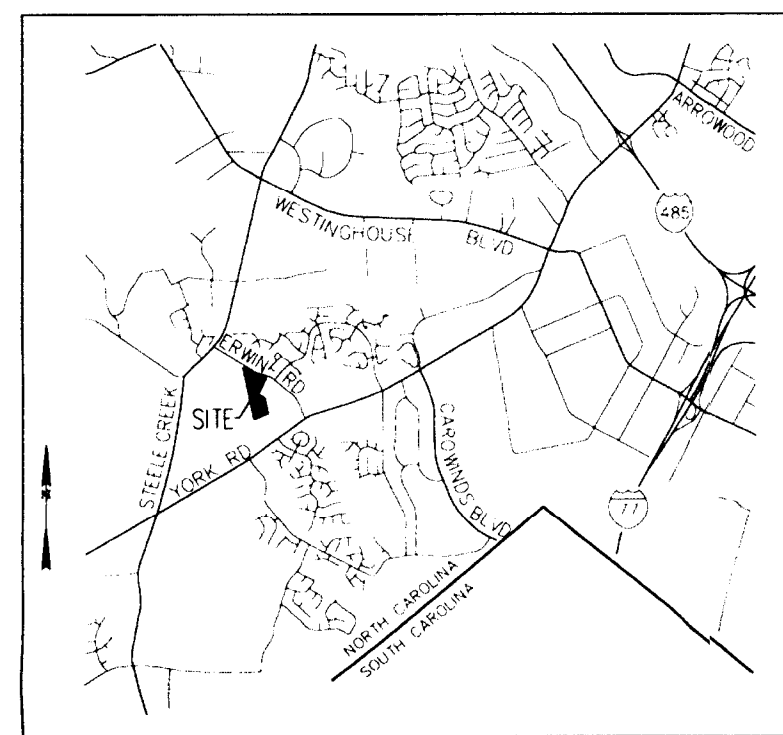 ARROWOOD
485
WESTINGHOUSE BLVD
ERWIN RD
SITE
STEELE CREEK
YORK RD
CAROWINDS BLVD
77
NORTH CAROLINA
SOUTH CAROLINA